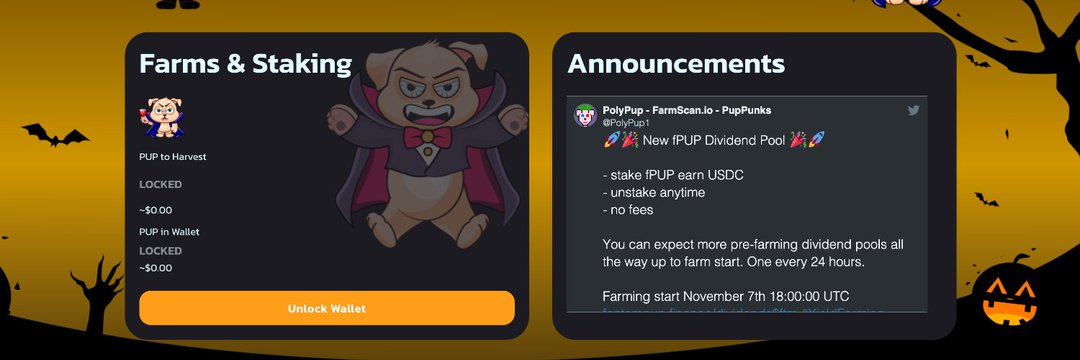 Farms & Staking
PUP to Harvest
LOCKED
~$0.00
PUP in Wallet
LOCKED
~$0.00
Unlock Wallet
Announcements
PolyPup - FarmScan.io - PupPunks
@PolyPup1
🚀🎉 New fPUP Dividend Pool 🎉🚀
- stake fPUP earn USDC
- unstake anytime
- no fees
You can expect more pre-farming dividend pools all
the way up to farm start. One every 24 hours.
Farming start November 7th 18:00:00 UTC